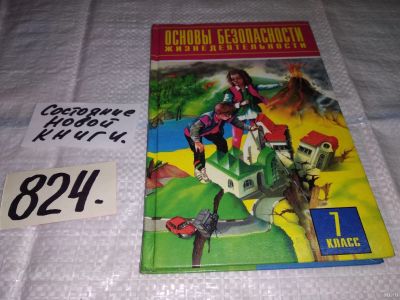 ОСНОВЫ БЕЗОПАСНОСТИ
ЖИЗНЕДЕЯТЕЛЬНОСТИ
Состояние
новой
книги.
824.
7
КЛАСС